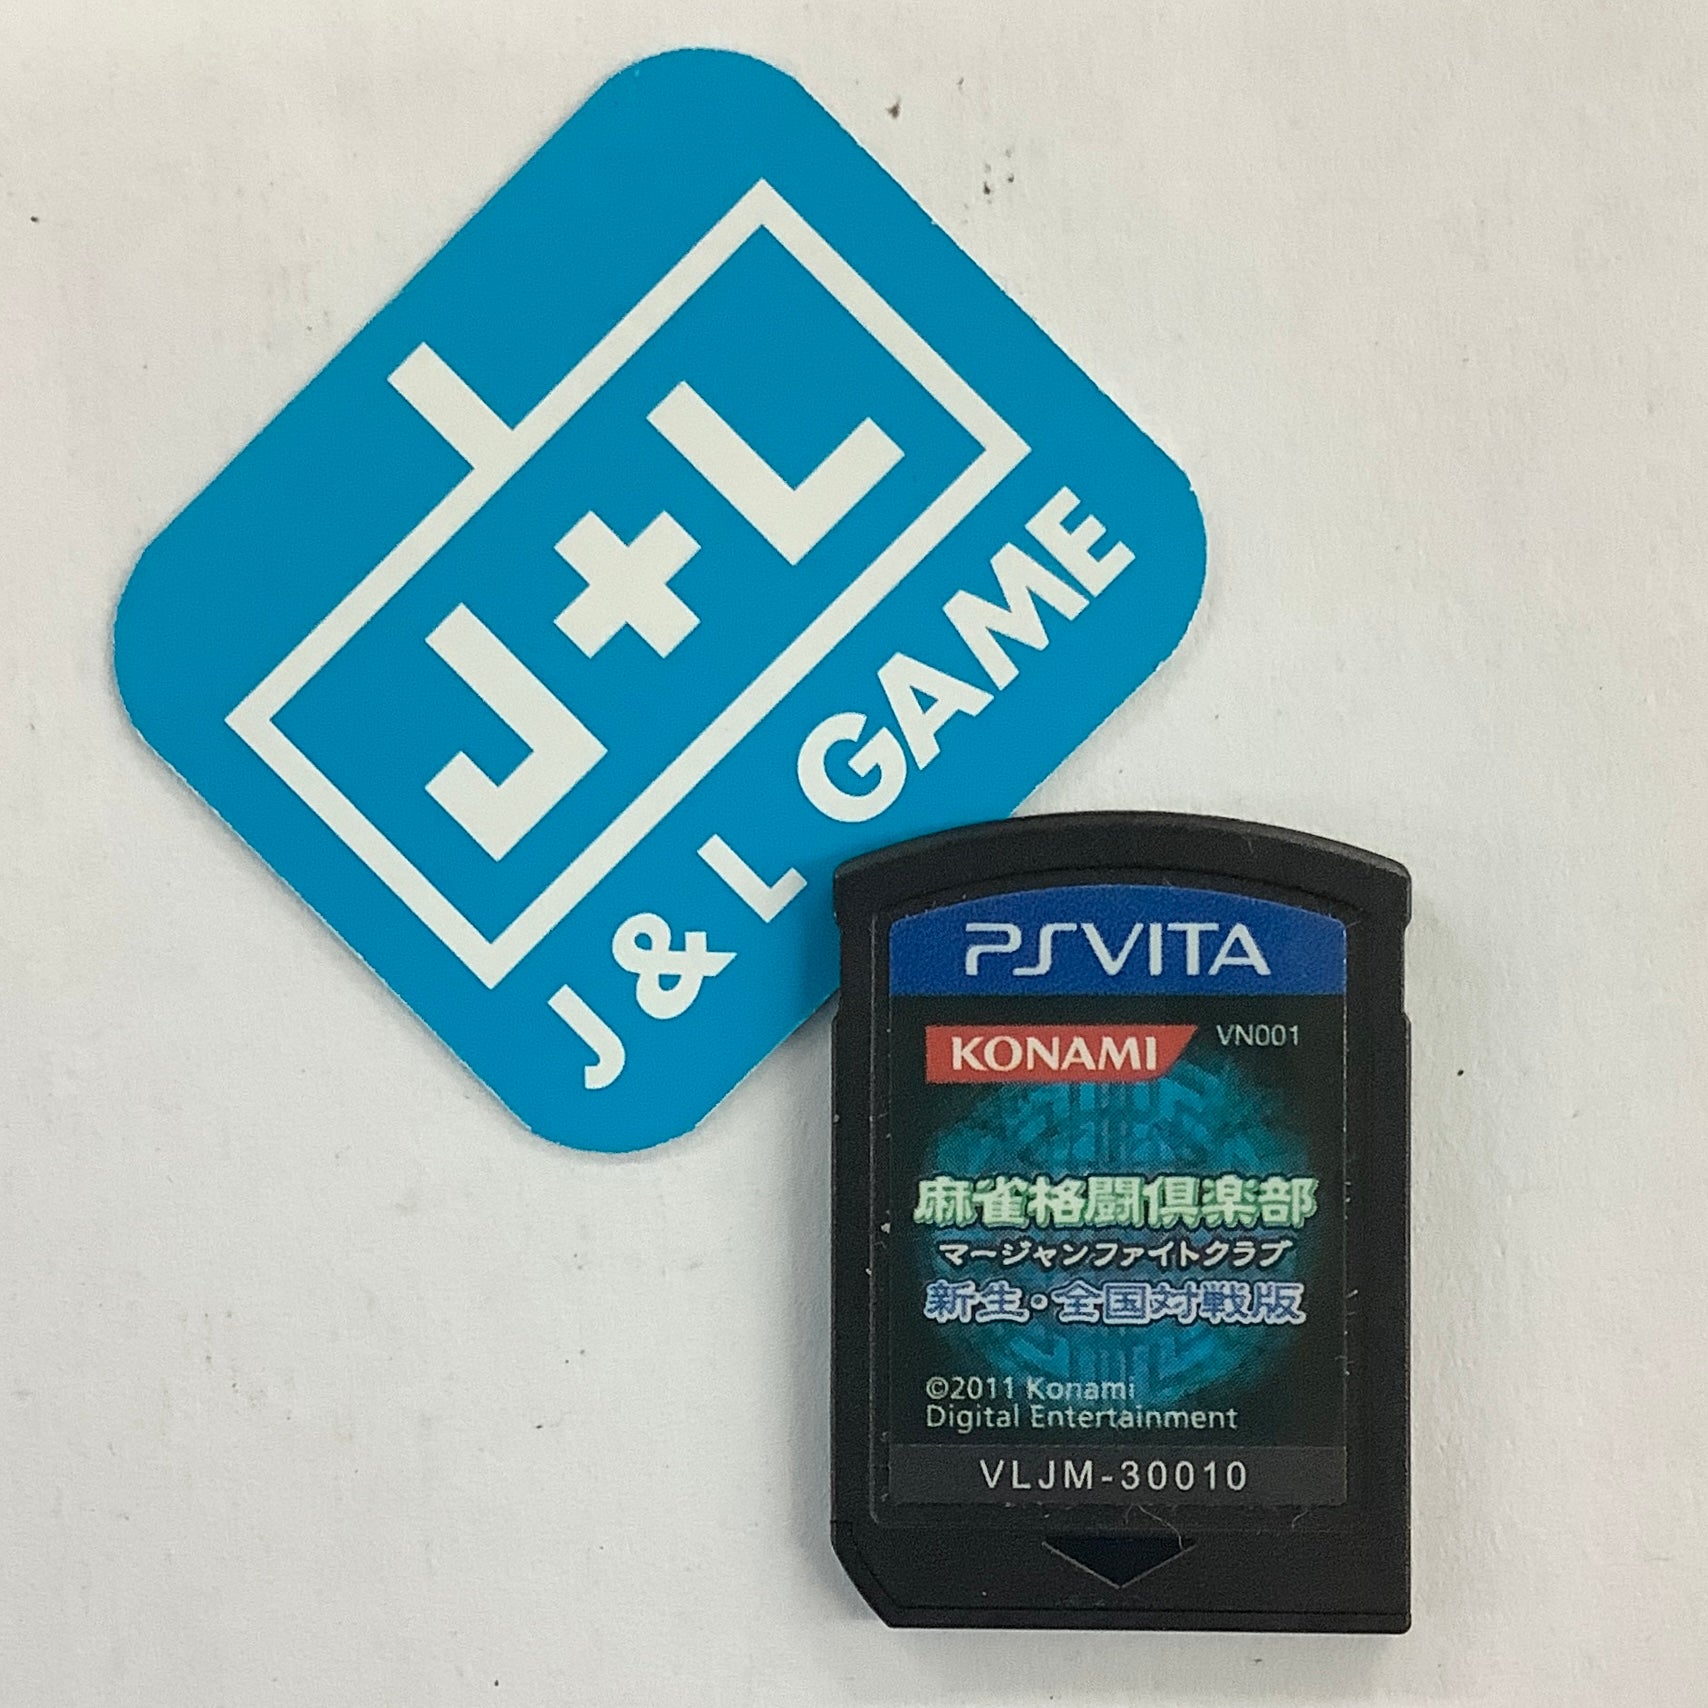 J+L
J & L GAME
PSVITA
KONAMI VN001
麻雀格闘倶楽部
マージャンファイトクラブ
新生・全国対戦版
©2011 Konami
Digital Entertainment
VLJM-30010